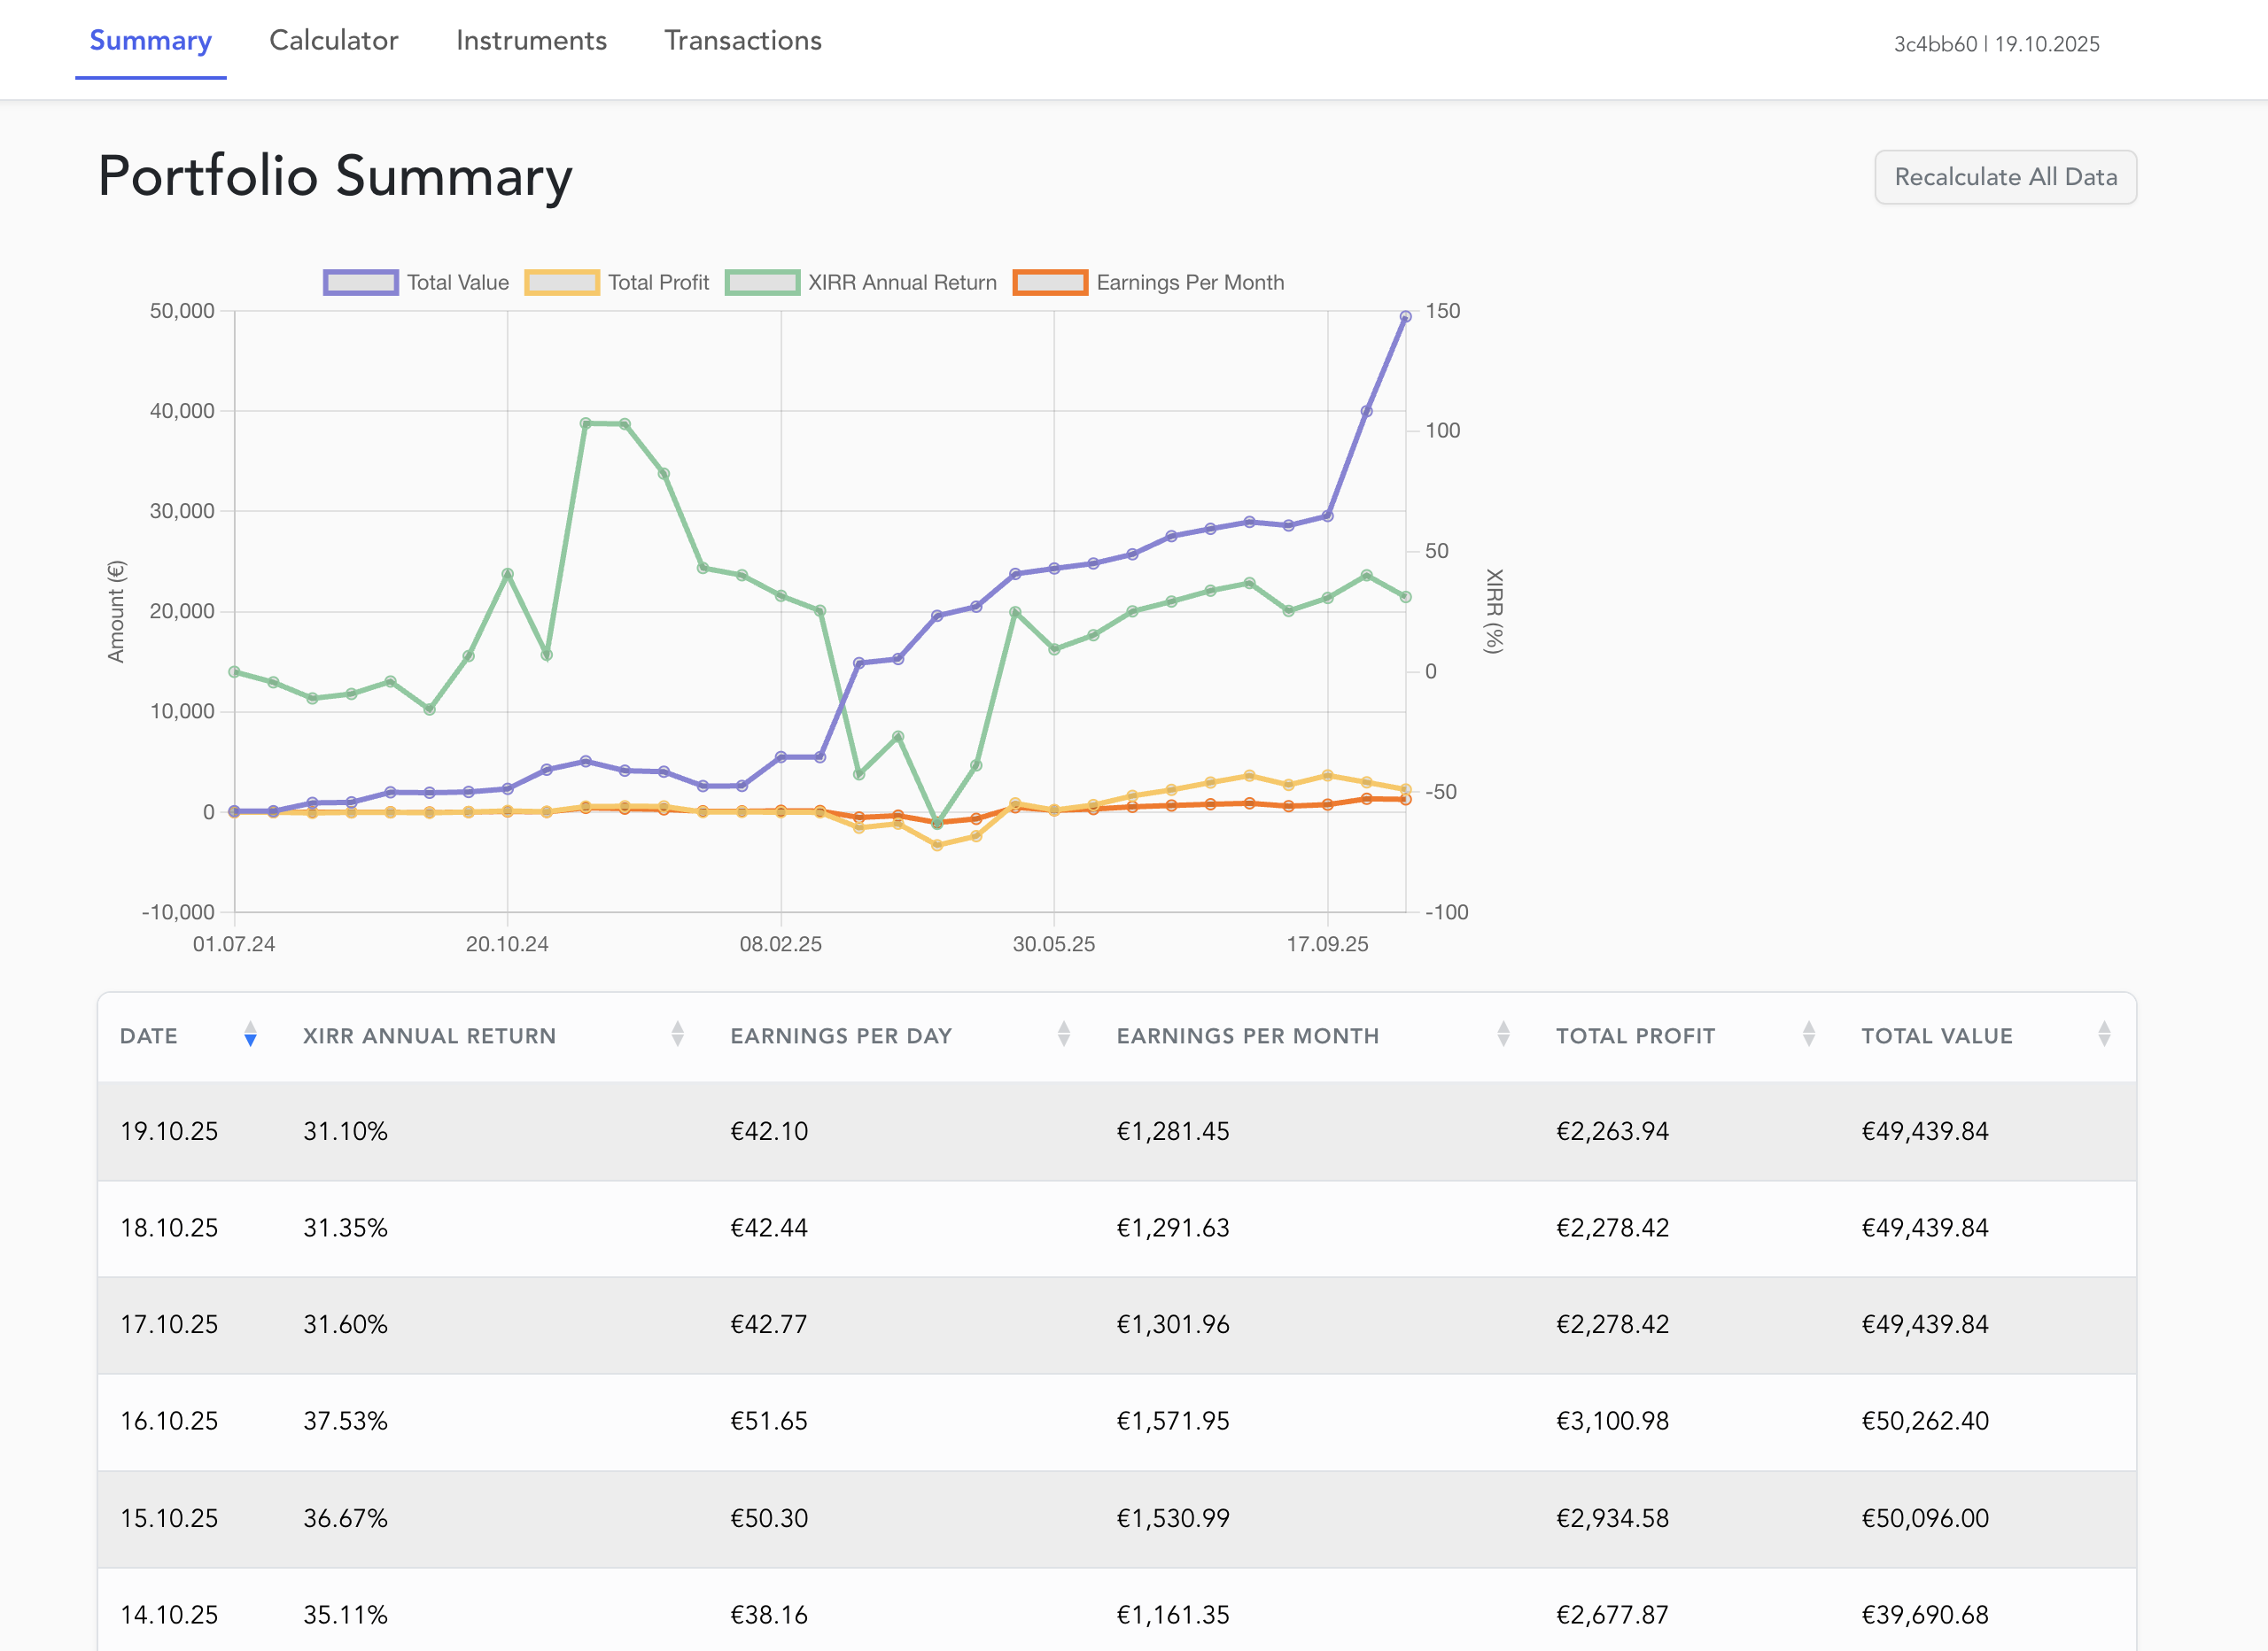 Summary Calculator Instruments Transactions 3c4bb60 | 19.10.2025
Portfolio Summary
Recalculate All Data
Total Value Total Profit XIRR Annual Return Earnings Per Month
50,000
40,000
30,000
20,000
10,000
0
-10,000
Amount (€)
150
100
50
0
-50
-100
XIRR (%)
01.07.24 20.10.24 08.02.25 30.05.25 17.09.25
DATE XIRR ANNUAL RETURN EARNINGS PER DAY EARNINGS PER MONTH TOTAL PROFIT TOTAL VALUE
19.10.25 31.10% €42.10 €1,281.45 €2,263.94 €49,439.84
18.10.25 31.35% €42.44 €1,291.63 €2,278.42 €49,439.84
17.10.25 31.60% €42.77 €1,301.96 €2,278.42 €49,439.84
16.10.25 37.53% €51.65 €1,571.95 €3,100.98 €50,262.40
15.10.25 36.67% €50.30 €1,530.99 €2,934.58 €50,096.00
14.10.25 35.11% €38.16 €1,161.35 €2,677.87 €39,690.68